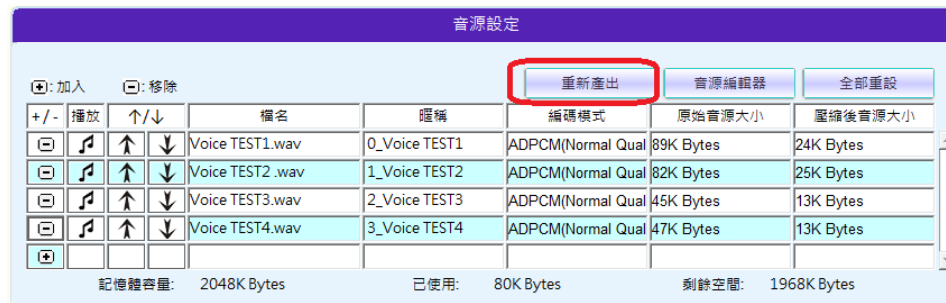 音源設定
⊞: 加入 ⊟: 移除 重新產出 音源編輯器 全部重設
+/- 播放 ↑/↓ 檔名 暱稱 編碼模式 原始音源大小 壓縮後音源大小
Voice TEST1.wav 0_Voice TEST1 ADPCM(Normal Qual 89K Bytes 24K Bytes
Voice TEST2 .wav 1_Voice TEST2 ADPCM(Normal Qual 82K Bytes 25K Bytes
Voice TEST3.wav 2_Voice TEST3 ADPCM(Normal Qual 45K Bytes 13K Bytes
Voice TEST4.wav 3_Voice TEST4 ADPCM(Normal Qual 47K Bytes 13K Bytes
記憶體容量: 2048K Bytes 已使用: 80K Bytes 剩餘空間: 1968K Bytes